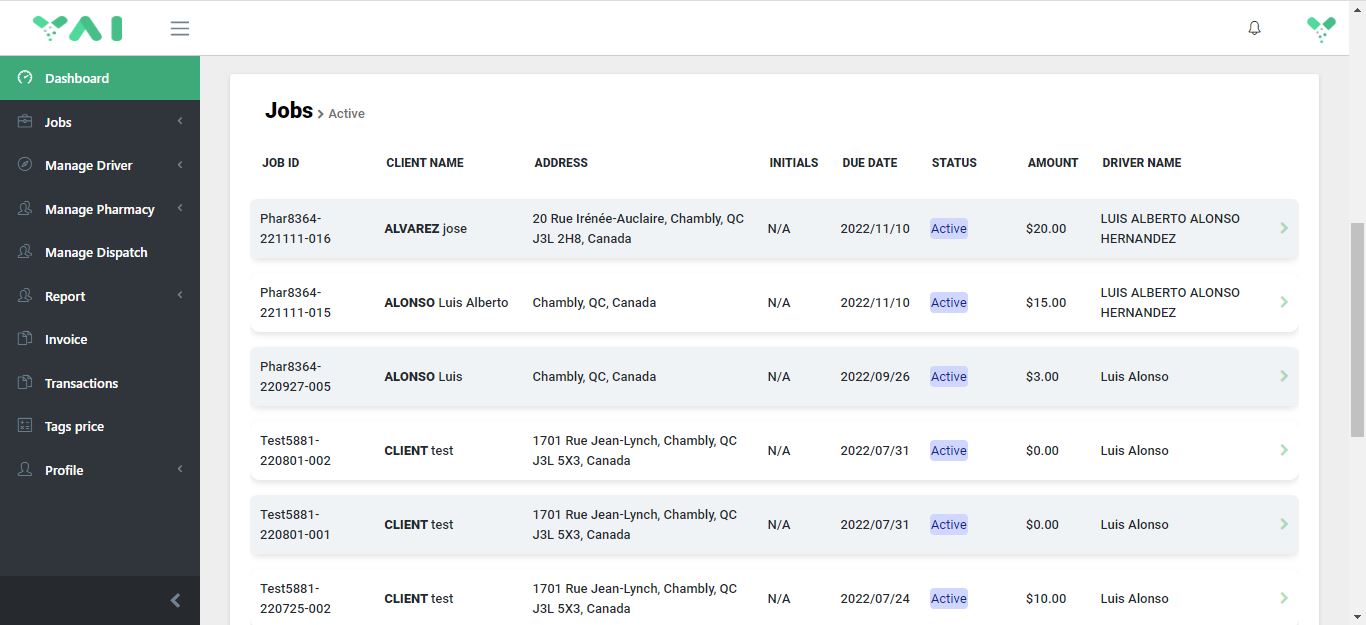 YAI
Dashboard
Jobs
Manage Driver
Manage Pharmacy
Manage Dispatch
Report
Invoice
Transactions
Tags price
Profile
Jobs > Active
JOB ID CLIENT NAME ADDRESS INITIALS DUE DATE STATUS AMOUNT DRIVER NAME
Phar8364-
221111-016
ALVAREZ jose
20 Rue Irénée-Auclaire, Chambly, QC
J3L 2H8, Canada
N/A
2022/11/10
Active
$20.00
LUIS ALBERTO ALONSO
HERNANDEZ
Phar8364-
221111-015
ALONSO Luis Alberto
Chambly, QC, Canada
N/A
2022/11/10
Active
$15.00
LUIS ALBERTO ALONSO
HERNANDEZ
Phar8364-
220927-005
ALONSO Luis
Chambly, QC, Canada
N/A
2022/09/26
Active
$3.00
Luis Alonso
Test5881-
220801-002
CLIENT test
1701 Rue Jean-Lynch, Chambly, QC
J3L 5X3, Canada
N/A
2022/07/31
Active
$0.00
Luis Alonso
Test5881-
220801-001
CLIENT test
1701 Rue Jean-Lynch, Chambly, QC
J3L 5X3, Canada
N/A
2022/07/31
Active
$0.00
Luis Alonso
Test5881-
220725-002
CLIENT test
1701 Rue Jean-Lynch, Chambly, QC
J3L 5X3, Canada
N/A
2022/07/24
Active
$10.00
Luis Alonso